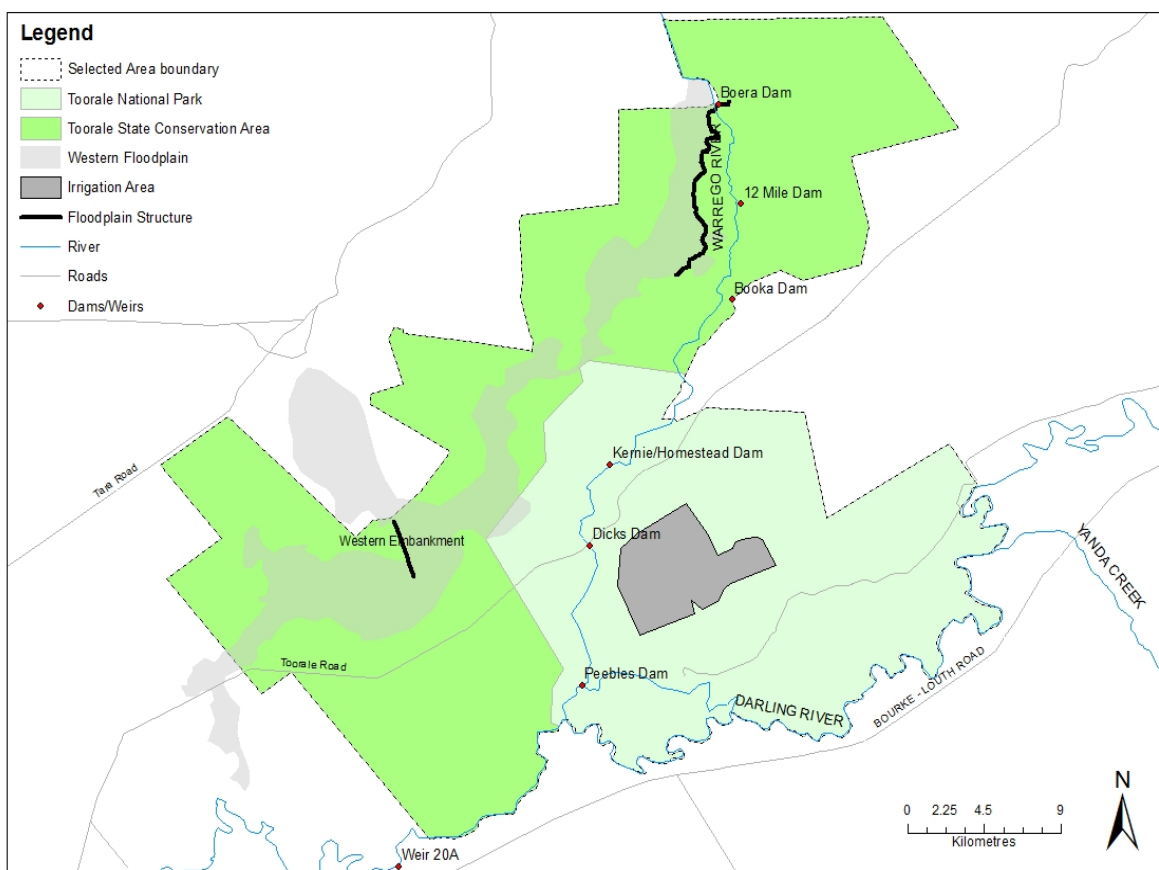 Legend
Selected Area boundary
Toorale National Park
Toorale State Conservation Area
Western Floodplain
Irrigation Area
Floodplain Structure
River
Roads
Dams/Weirs
Boera Dam
WARREGO RIVER
12 Mile Dam
Booka Dam
Kernie/Homestead Dam
Tara Road
Western Embankment
Dicks Dam
YANDA CREEK
Toorale Road
Peebles Dam
DARLING RIVER
BOURKE - LOUTH ROAD
Weir 20A
N
0 2.25 4.5 9
Kilometres